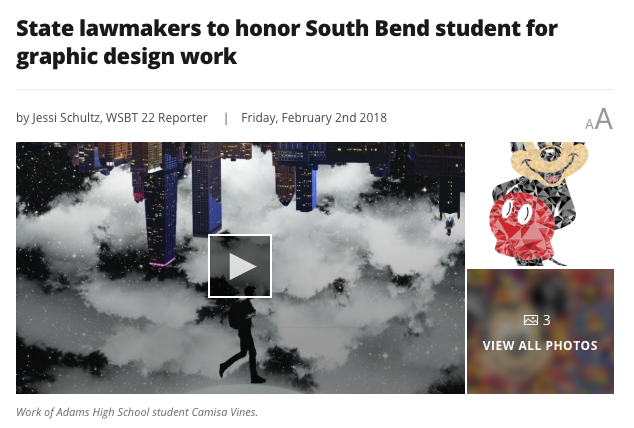 State lawmakers to honor South Bend student for
graphic design work
by Jessi Schultz, WSBT 22 Reporter | Friday, February 2nd 2018
AA
3
VIEW ALL PHOTOS
Work of Adams High School student Camisa Vines.